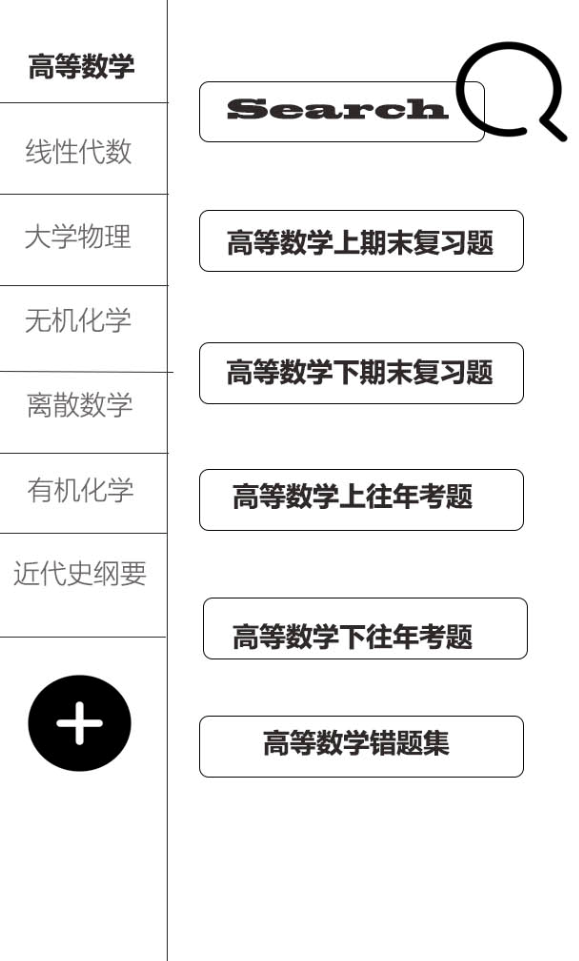 高等数学
线性代数
大学物理
无机化学
离散数学
有机化学
近代史纲要
Search
高等数学上期末复习题
高等数学下期末复习题
高等数学上往年考题
高等数学下往年考题
高等数学错题集